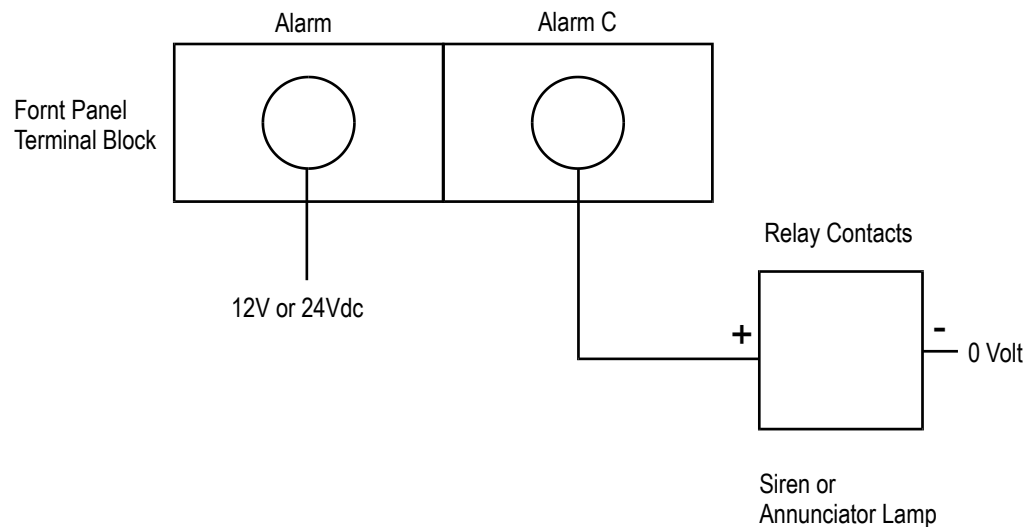 Alarm
Alarm C
Fornt Panel
Terminal Block
12V or 24Vdc
Relay Contacts
+
-
0 Volt
Siren or
Annunciator Lamp